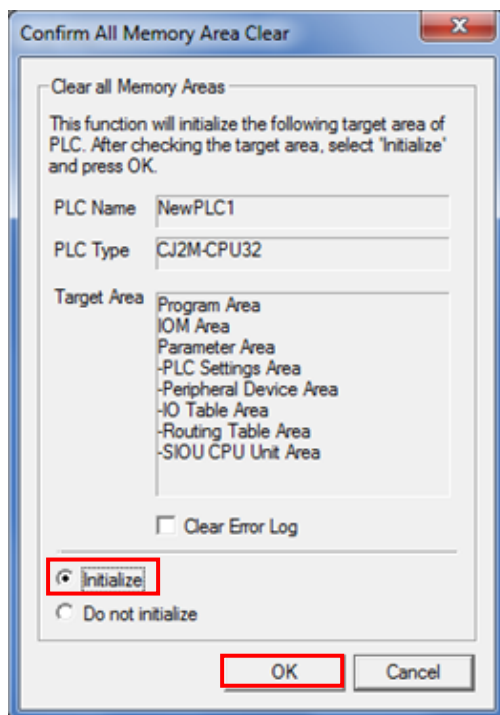 Confirm All Memory Area Clear
Clear all Memory Areas
This function will initialize the following target area of
PLC. After checking the target area, select 'Initialize'
and press OK.
PLC Name NewPLC1
PLC Type CJ2M-CPU32
Target Area Program Area
IOM Area
Parameter Area
-PLC Settings Area
-Peripheral Device Area
-IO Table Area
-Routing Table Area
-SIOU CPU Unit Area
Clear Error Log
Initialize
Do not initialize
OK Cancel